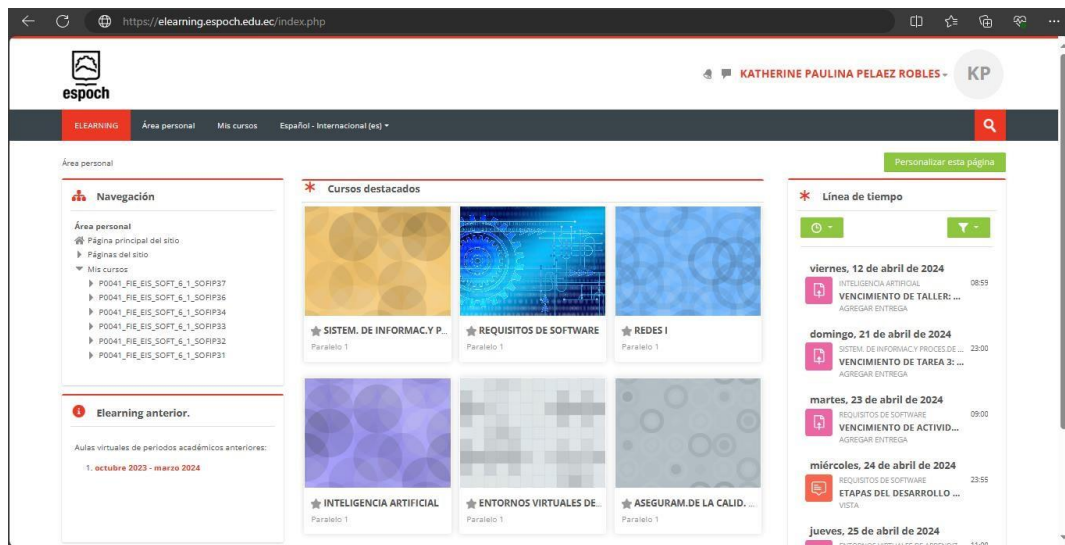 https://elearning.espoch.edu.ec/index.php
espoch
KATHERINE PAULINA PELAEZ ROBLES
KP
ELEARNING
Área personal
Mis cursos
Español - Internacional (es)
Área personal
Personalizar esta página
Navegación
Área personal
Página principal del sitio
Páginas del sitio
Mis cursos
P0041_FIE_EIS_SOFT_6_1_SOFIP37
P0041_FIE_EIS_SOFT_6_1_SOFIP36
P0041_FIE_EIS_SOFT_6_1_SOFIP34
P0041_FIE_EIS_SOFT_6_1_SOFIP33
P0041_FIE_EIS_SOFT_6_1_SOFIP32
P0041_FIE_EIS_SOFT_6_1_SOFIP31
Elearning anterior.
Aulas virtuales de periodos académicos anteriores:
1. octubre 2023 - marzo 2024
Cursos destacados
SISTEM. DE INFORMAC.Y P...
Paralelo 1
REQUISITOS DE SOFTWARE
Paralelo 1
REDES I
Paralelo 1
INTELIGENCIA ARTIFICIAL
Paralelo 1
ENTORNOS VIRTUALES DE...
Paralelo 1
ASEGURAM.DE LA CALID. ...
Paralelo 1
Línea de tiempo
viernes, 12 de abril de 2024
INTELIGENCIA ARTIFICIAL 08:59
VENCIMIENTO DE TALLER: ...
AGREGAR ENTREGA
domingo, 21 de abril de 2024
SISTEM. DE INFORMAC.Y PROCES.DE ... 23:00
VENCIMIENTO DE TAREA 3: ...
AGREGAR ENTREGA
martes, 23 de abril de 2024
REQUISITOS DE SOFTWARE 09:00
VENCIMIENTO DE ACTIVID...
AGREGAR ENTREGA
miércoles, 24 de abril de 2024
REQUISITOS DE SOFTWARE 23:55
ETAPAS DEL DESARROLLO ...
VISTA
jueves, 25 de abril de 2024